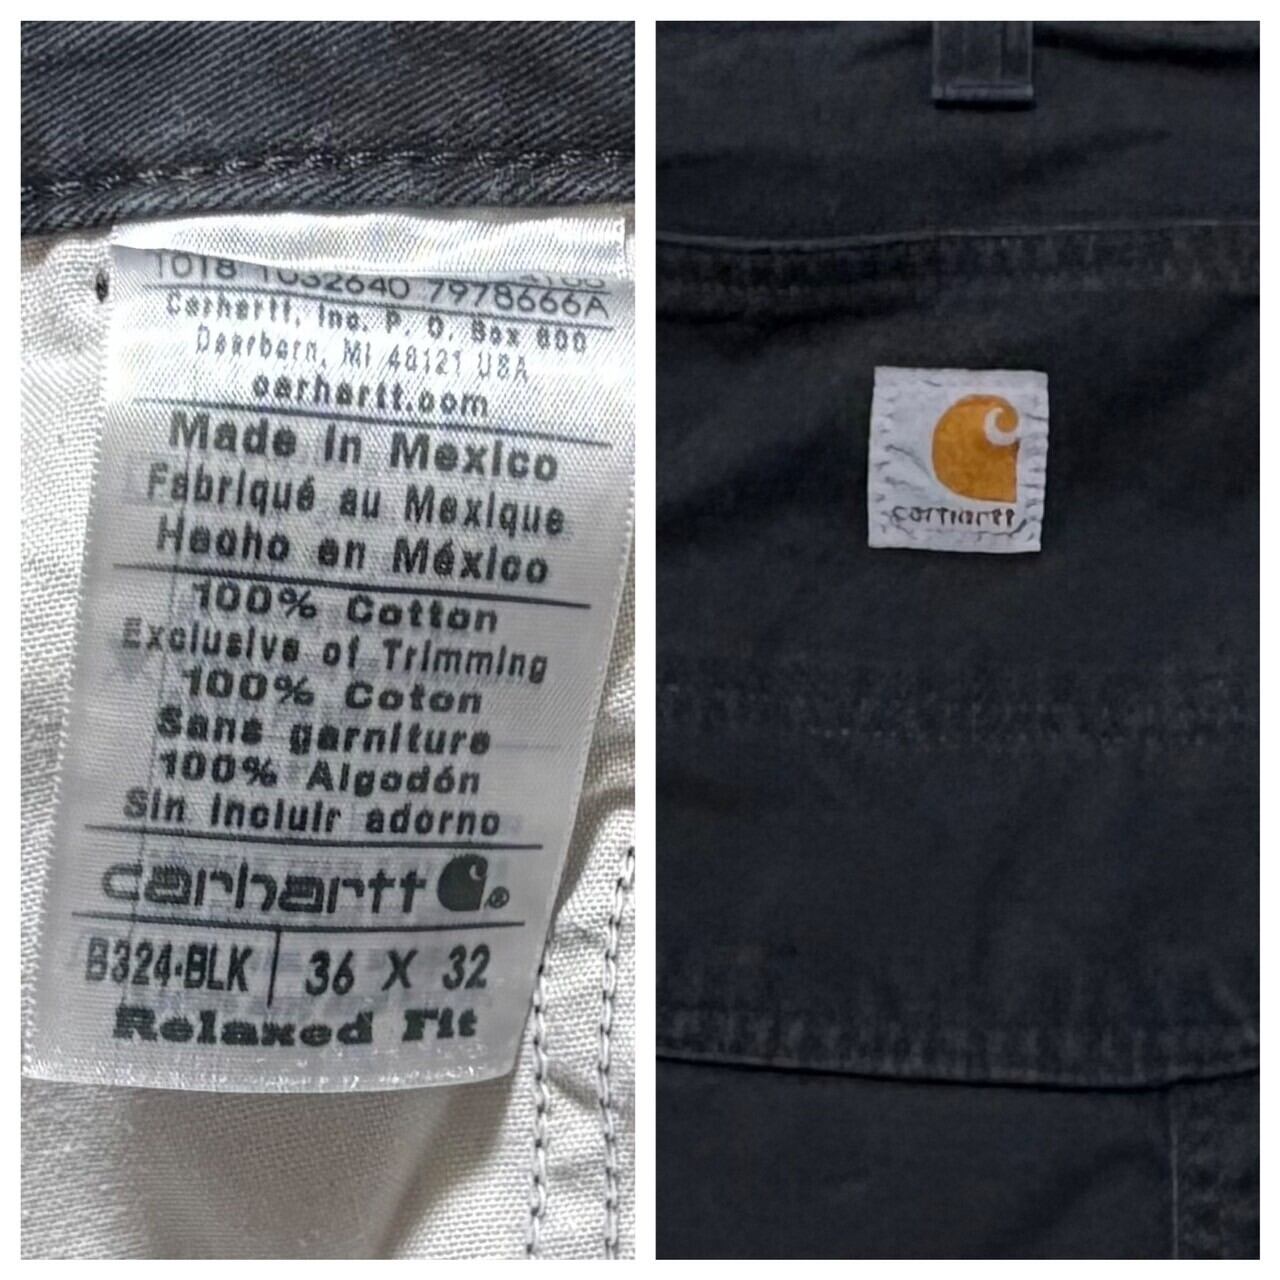 1018 1032640 7978666A
Carhartt, Inc. P. O. Box 600
Dearborn, MI 48121 USA
carhartt.com
Made in Mexico
Fabriqué au Mexique
Hecho en México
100% Cotton
Exclusive of Trimming
100% Coton
Sans garniture
100% Algodón
Sin incluir adorno
carhartt ®
B324-BLK 36 X 32
Relaxed Fit
carhartt